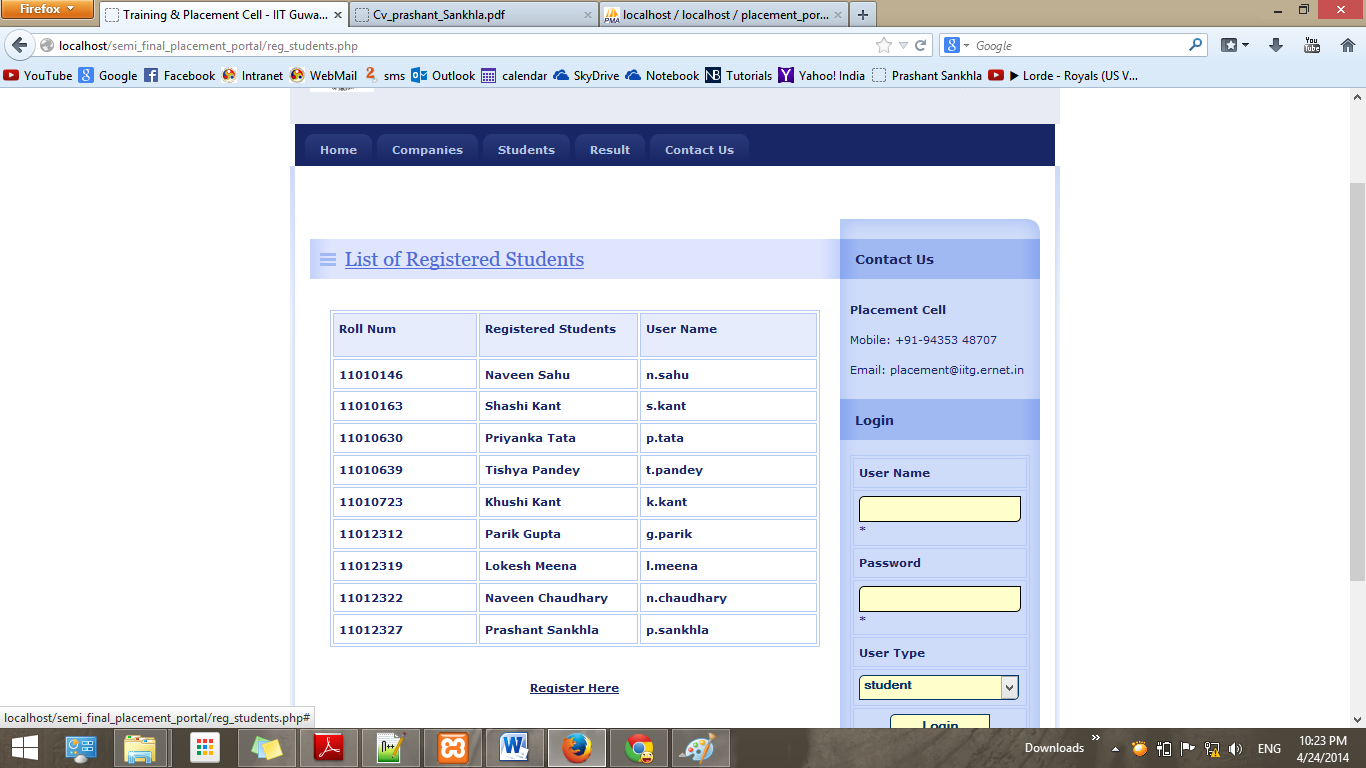 Firefox
Training & Placement Cell - IIT Guwa...
Cv_prashant_Sankhla.pdf
localhost / localhost / placement_por...
localhost/semi_final_placement_portal/reg_students.php
Google
YouTube Google Facebook Intranet WebMail sms Outlook calendar SkyDrive Notebook Tutorials Yahoo! India Prashant Sankhla ▶ Lorde - Royals (US V...
Home Companies Students Result Contact Us
List of Registered Students
Roll Num Registered Students User Name
11010146 Naveen Sahu n.sahu
11010163 Shashi Kant s.kant
11010630 Priyanka Tata p.tata
11010639 Tishya Pandey t.pandey
11010723 Khushi Kant k.kant
11012312 Parik Gupta g.parik
11012319 Lokesh Meena l.meena
11012322 Naveen Chaudhary n.chaudhary
11012327 Prashant Sankhla p.sankhla
Register Here
Contact Us
Placement Cell
Mobile: +91-94353 48707
Email: placement@iitg.ernet.in
Login
User Name
*
Password
*
User Type
student
Login
localhost/semi_final_placement_portal/reg_students.php#
Downloads
ENG
10:23 PM
4/24/2014